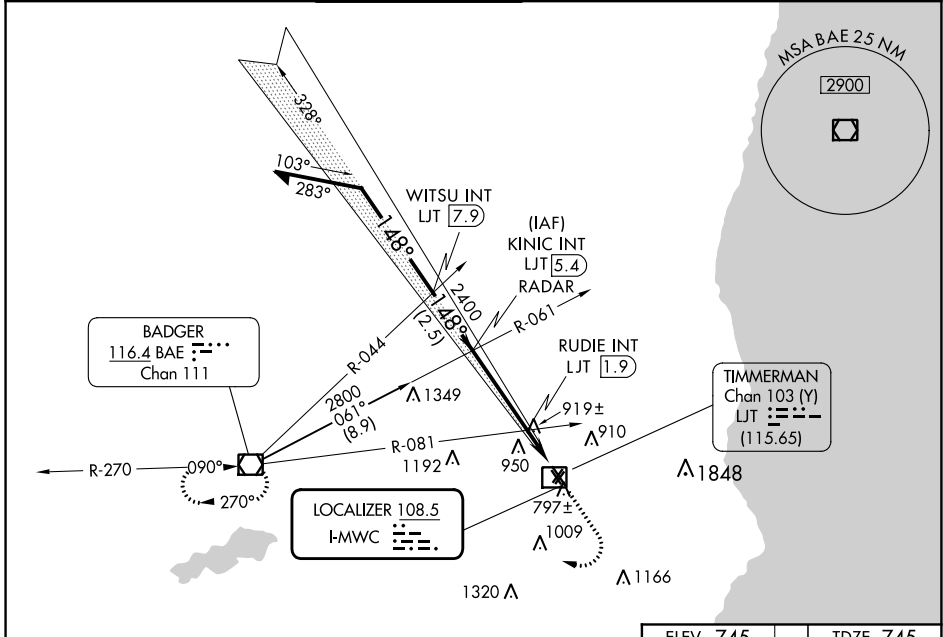 MSA BAE 25 NM
2900
328°
103°
283°
148°
WITSU INT
LJT 7.9
(IAF)
KINIC INT
LJT 5.4
RADAR
148°
2400
(2.5)
R-061
R-044
BADGER
116.4 BAE
Chan 111
RUDIE INT
LJT 1.9
TIMMERMAN
Chan 103 (Y)
LJT
(115.65)
2800
061°
(8.9)
1349
919±
910
R-081
1192
950
1848
R-270
090°
270°
LOCALIZER 108.5
I-MWC
797±
1009
1166
1320
ELEV 745
TDZE 745